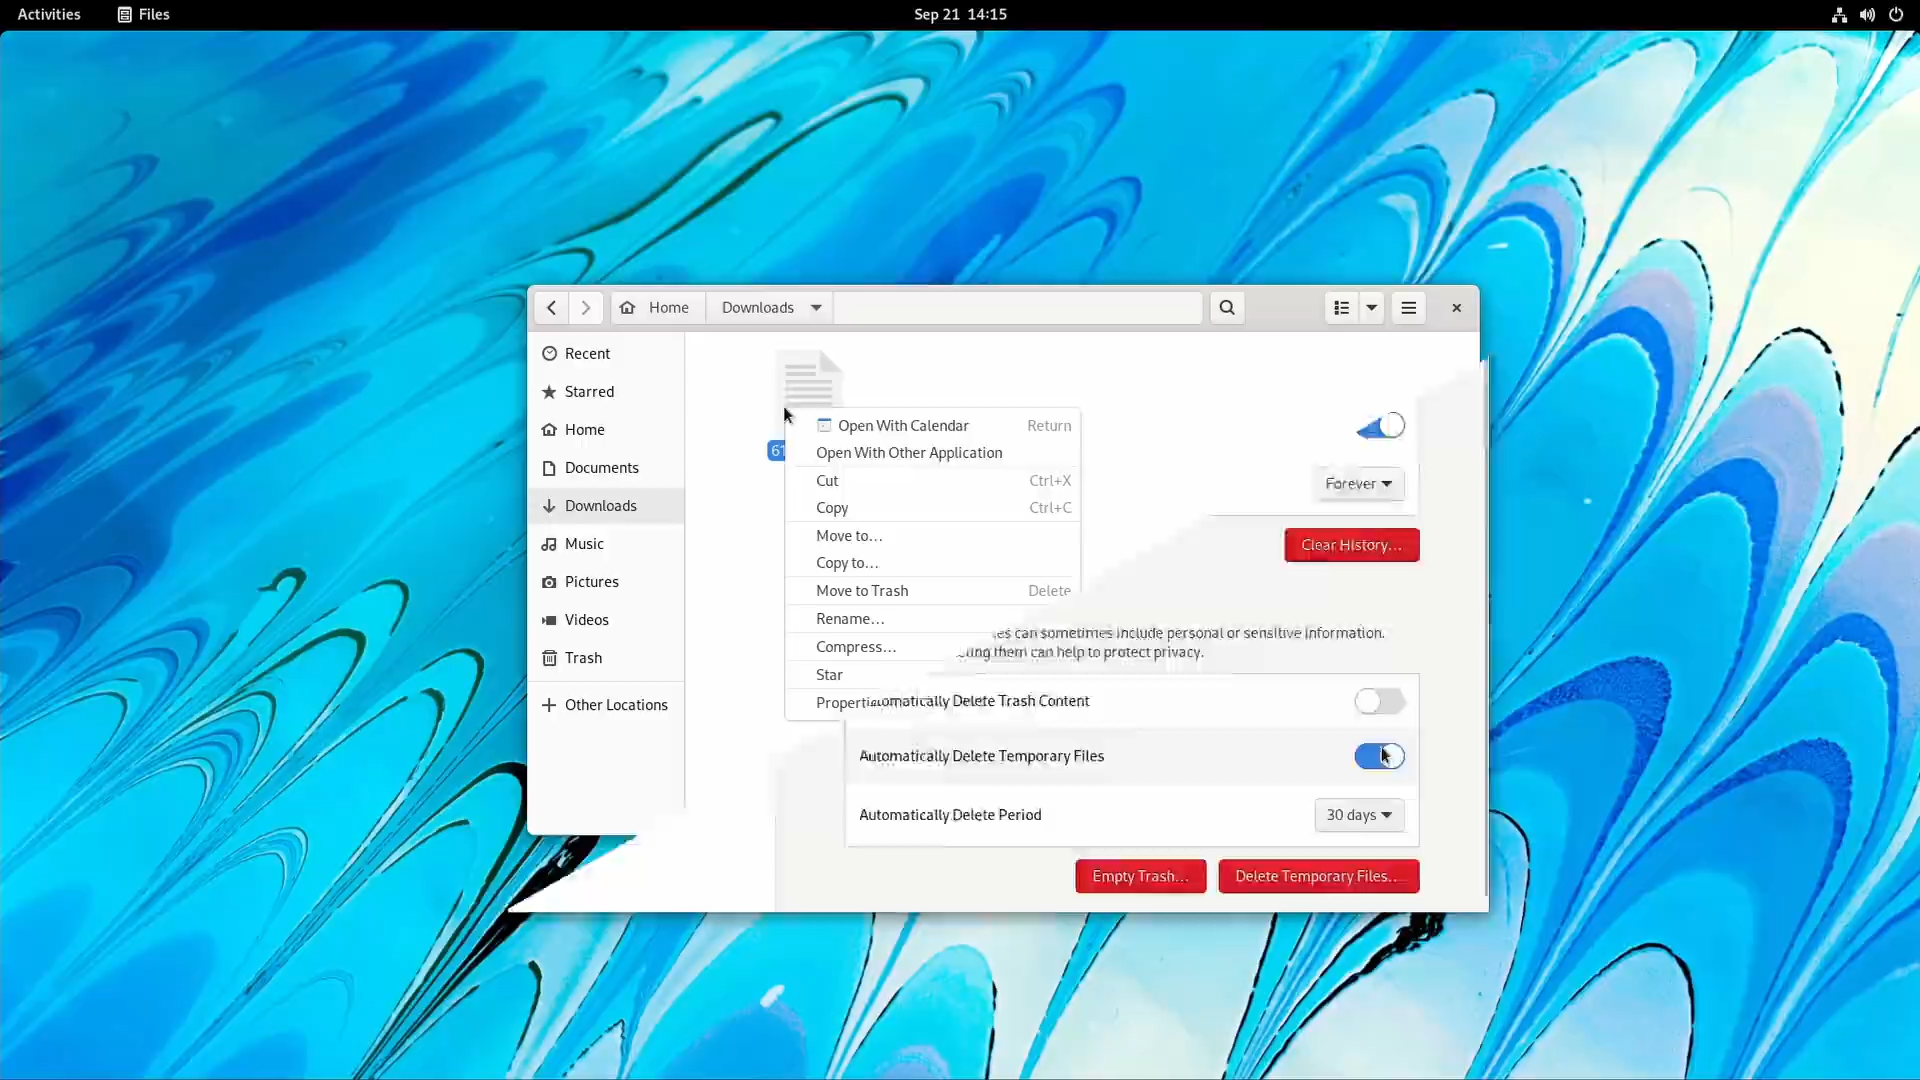 Activities Files Sep 21 14:15
Home Downloads
Recent
Starred
Home
Documents
Downloads
Music
Pictures
Videos
Trash
Other Locations
61
Open With Calendar Return
Open With Other Application
Cut Ctrl+X
Copy Ctrl+C
Move to…
Copy to…
Move to Trash Delete
Rename…
Compress…
Star
Forever
Clear History…
can sometimes include personal or sensitive information.
them can help to protect privacy.
Delete Trash Content
Automatically Delete Temporary Files
Automatically Delete Period 30 days
Empty Trash… Delete Temporary Files…